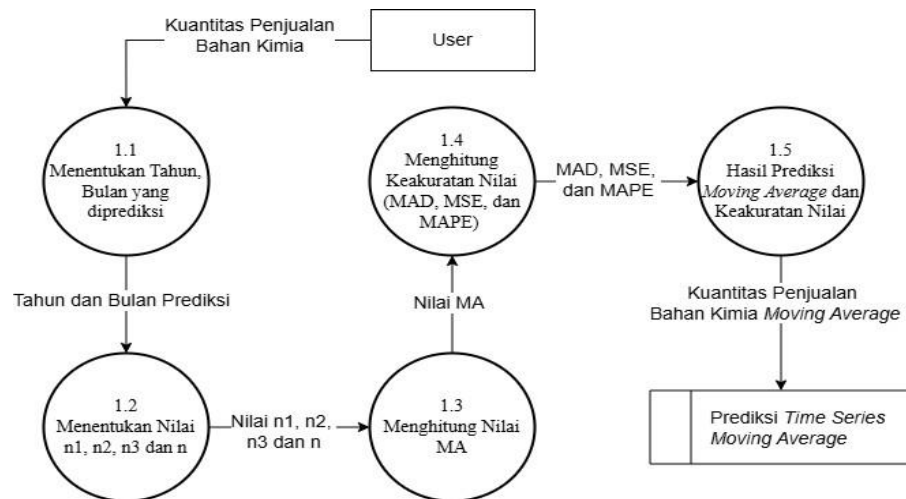 Kuantitas Penjualan
Bahan Kimia
User
1.1
Menentukan Tahun,
Bulan yang
diprediksi
1.4
Menghitung
Keakuratan Nilai
(MAD, MSE, dan
MAPE)
MAD, MSE,
dan MAPE
1.5
Hasil Prediksi
Moving Average dan
Keakuratan Nilai
Tahun dan Bulan Prediksi
Nilai MA
Kuantitas Penjualan
Bahan Kimia Moving Average
1.2
Menentukan Nilai
n1, n2, n3 dan n
Nilai n1, n2,
n3 dan n
1.3
Menghitung Nilai
MA
Prediksi Time Series
Moving Average